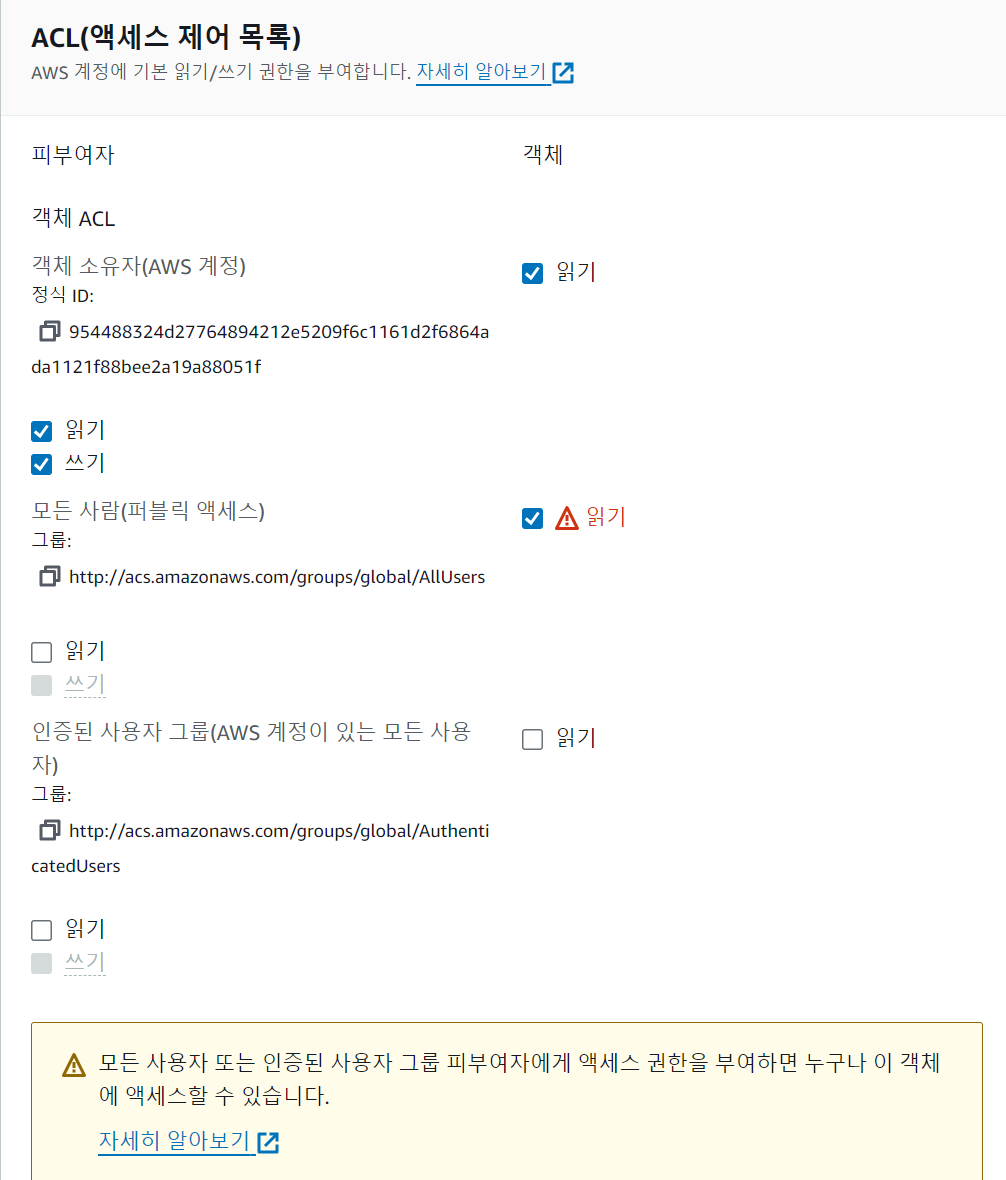 ACL(액세스 제어 목록)
AWS 계정에 기본 읽기/쓰기 권한을 부여합니다. 자세히 알아보기
피부여자 객체
객체 ACL
객체 소유자(AWS 계정) 읽기
정식 ID:
954488324d27764894212e5209f6c1161d2f6864a
da1121f88bee2a19a88051f
읽기
쓰기
모든 사람(퍼블릭 액세스) 읽기
그룹:
http://acs.amazonaws.com/groups/global/AllUsers
읽기
쓰기
인증된 사용자 그룹(AWS 계정이 있는 모든 사용 읽기
자)
그룹:
http://acs.amazonaws.com/groups/global/Authenti
catedUsers
읽기
쓰기
모든 사용자 또는 인증된 사용자 그룹 피부여자에게 액세스 권한을 부여하면 누구나 이 객체
에 액세스할 수 있습니다.
자세히 알아보기